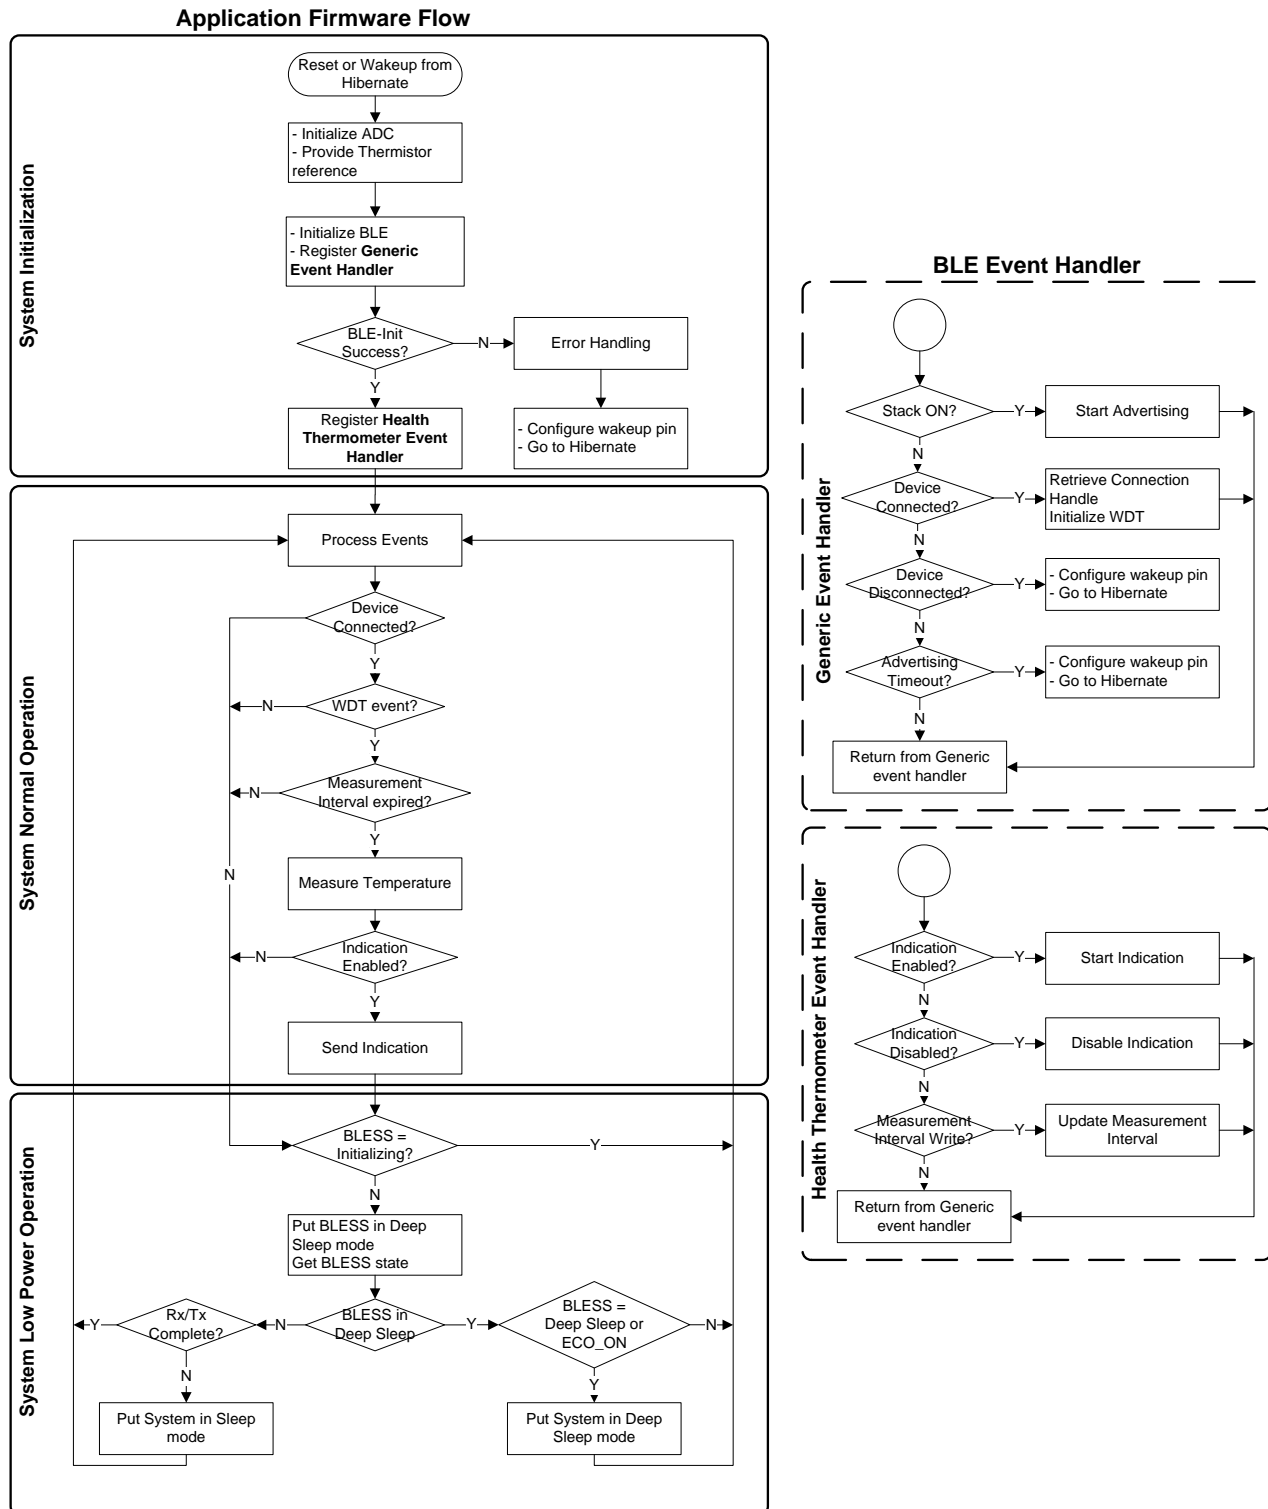 Application Firmware Flow
System Initialization
Reset or Wakeup from
Hibernate
- Initialize ADC
- Provide Thermistor
reference
- Initialize BLE
- Register Generic
Event Handler
BLE-Init
Success?
N
Error Handling
Y
Register Health
Thermometer Event
Handler
- Configure wakeup pin
- Go to Hibernate
System Normal Operation
Process Events
Device
Connected?
Y
WDT event?
N
Y
Measurement
Interval expired?
N
Y
N
Measure Temperature
Indication
Enabled?
N
Y
Send Indication
System Low Power Operation
BLESS =
Initializing?
Y
N
Put BLESS in Deep
Sleep mode
Get BLESS state
BLESS in
Deep Sleep
N
Rx/Tx
Complete?
Y
N
Put System in Sleep
mode
Y
BLESS =
Deep Sleep or
ECO_ON
N
Y
Put System in Deep
Sleep mode
BLE Event Handler
Generic Event Handler
Stack ON?
Y
Start Advertising
N
Device
Connected?
Y
Retrieve Connection
Handle
Initialize WDT
N
Device
Disconnected?
Y
- Configure wakeup pin
- Go to Hibernate
N
Advertising
Timeout?
Y
- Configure wakeup pin
- Go to Hibernate
N
Return from Generic
event handler
Health Thermometer Event Handler
Indication
Enabled?
Y
Start Indication
N
Indication
Disabled?
Y
Disable Indication
N
Measurement
Interval Write?
Y
Update Measurement
Interval
N
Return from Generic
event handler